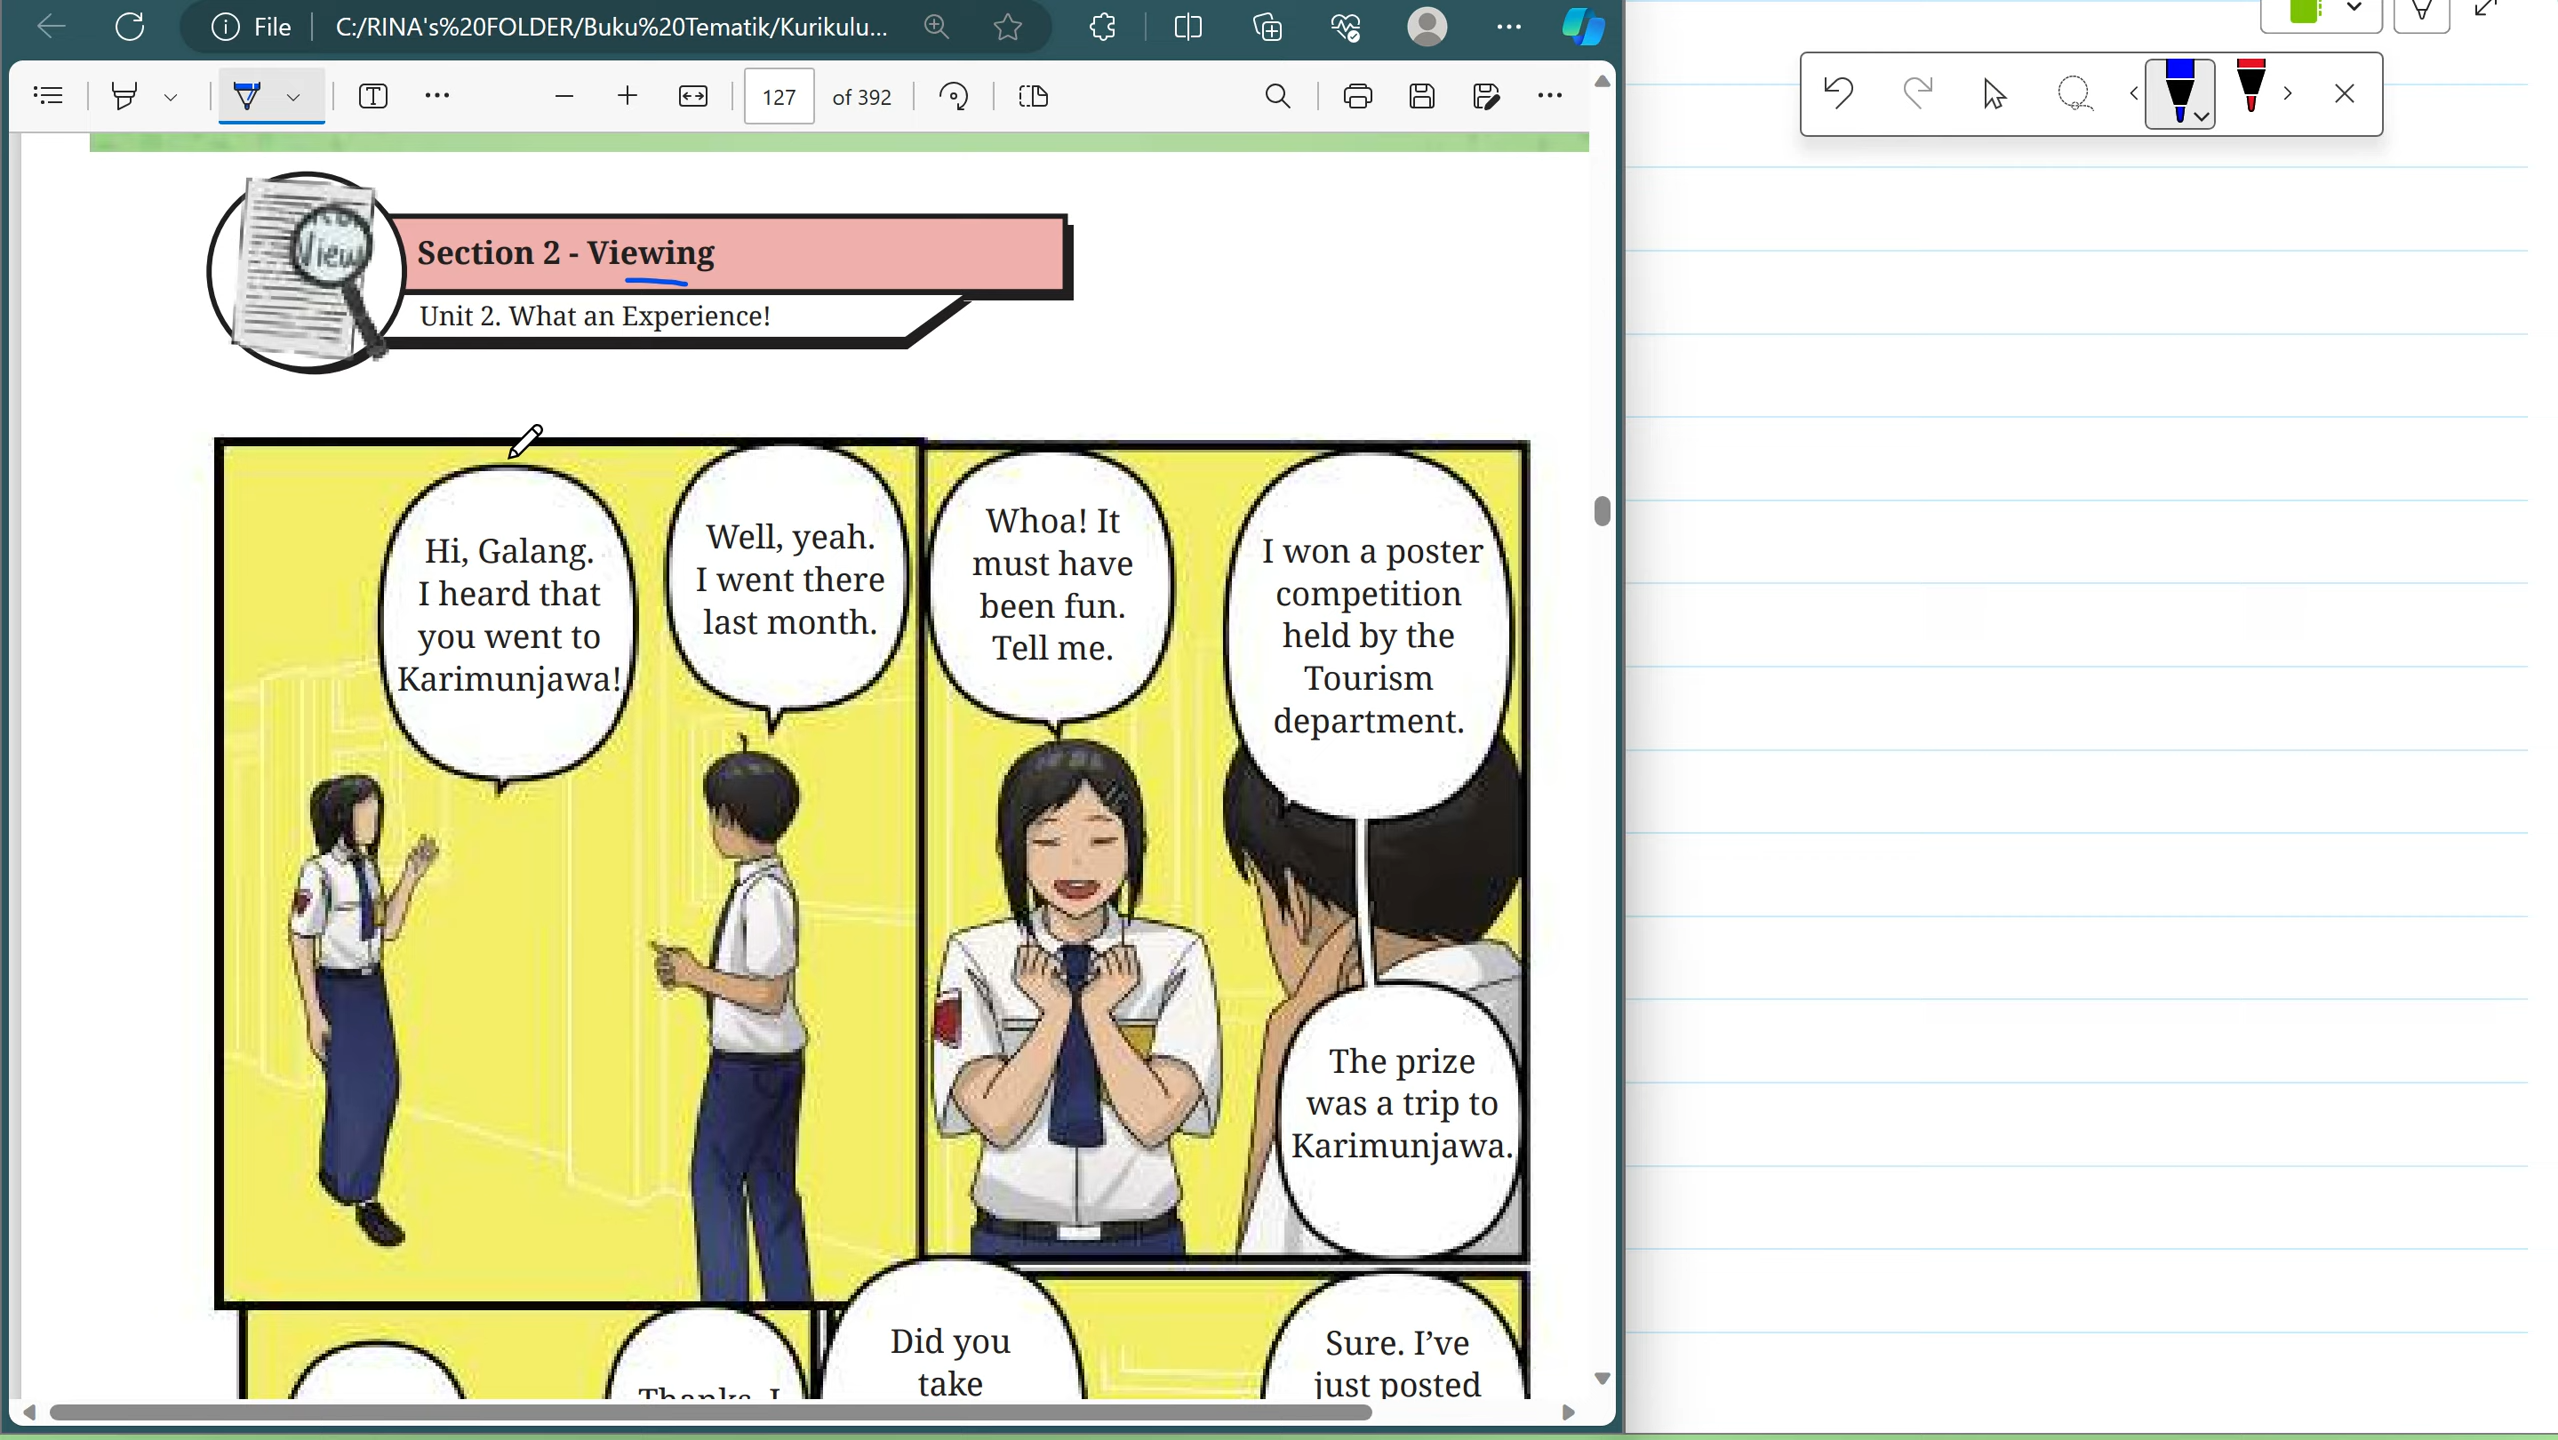 File
C:/RINA's%20FOLDER/Buku%20Tematik/Kurikulu...
127 of 392
View
Section 2 - Viewing
Unit 2. What an Experience!
Hi, Galang.
I heard that
you went to
Karimunjawa!
Well, yeah.
I went there
last month.
Whoa! It
must have
been fun.
Tell me.
I won a poster
competition
held by the
Tourism
department.
The prize
was a trip to
Karimunjawa.
Thanks. I
Did you
take
Sure. I've
just posted